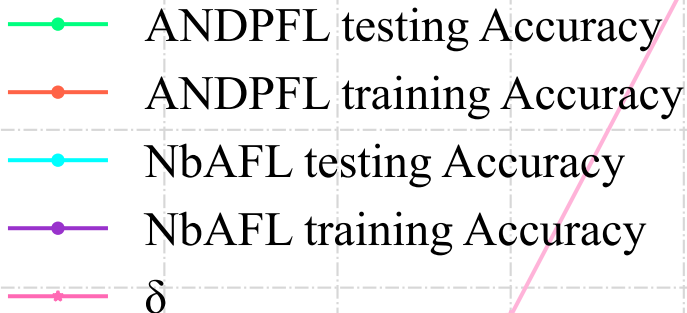 ANDPFL testing Accuracy
ANDPFL training Accuracy
NbAFL testing Accuracy
NbAFL training Accuracy
δ